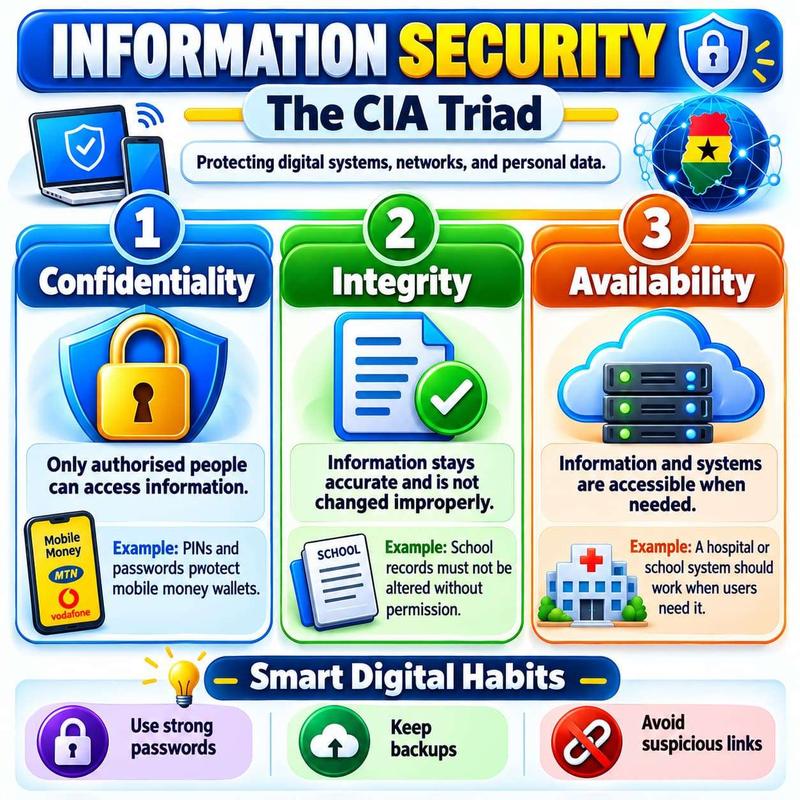 INFORMATION SECURITY
The CIA Triad
Protecting digital systems, networks, and personal data.
1
Confidentiality
Only authorised people
can access information.
Mobile
Money
MTN
vodafone
Example: PINs and
passwords pwotect
mobile money wallets.
2
Integrity
Information stays
accurate and is not
changed improperly.
SCHOOL
Example: School
records must not be
altered without
permission.
3
Availability
Information and systems
are accessible when
needed.
Example: A hospital or
school system should
work when users
need it.
Smart Digital Habits
Use strong
passwords
Keep
backups
Avoid
suspicious links